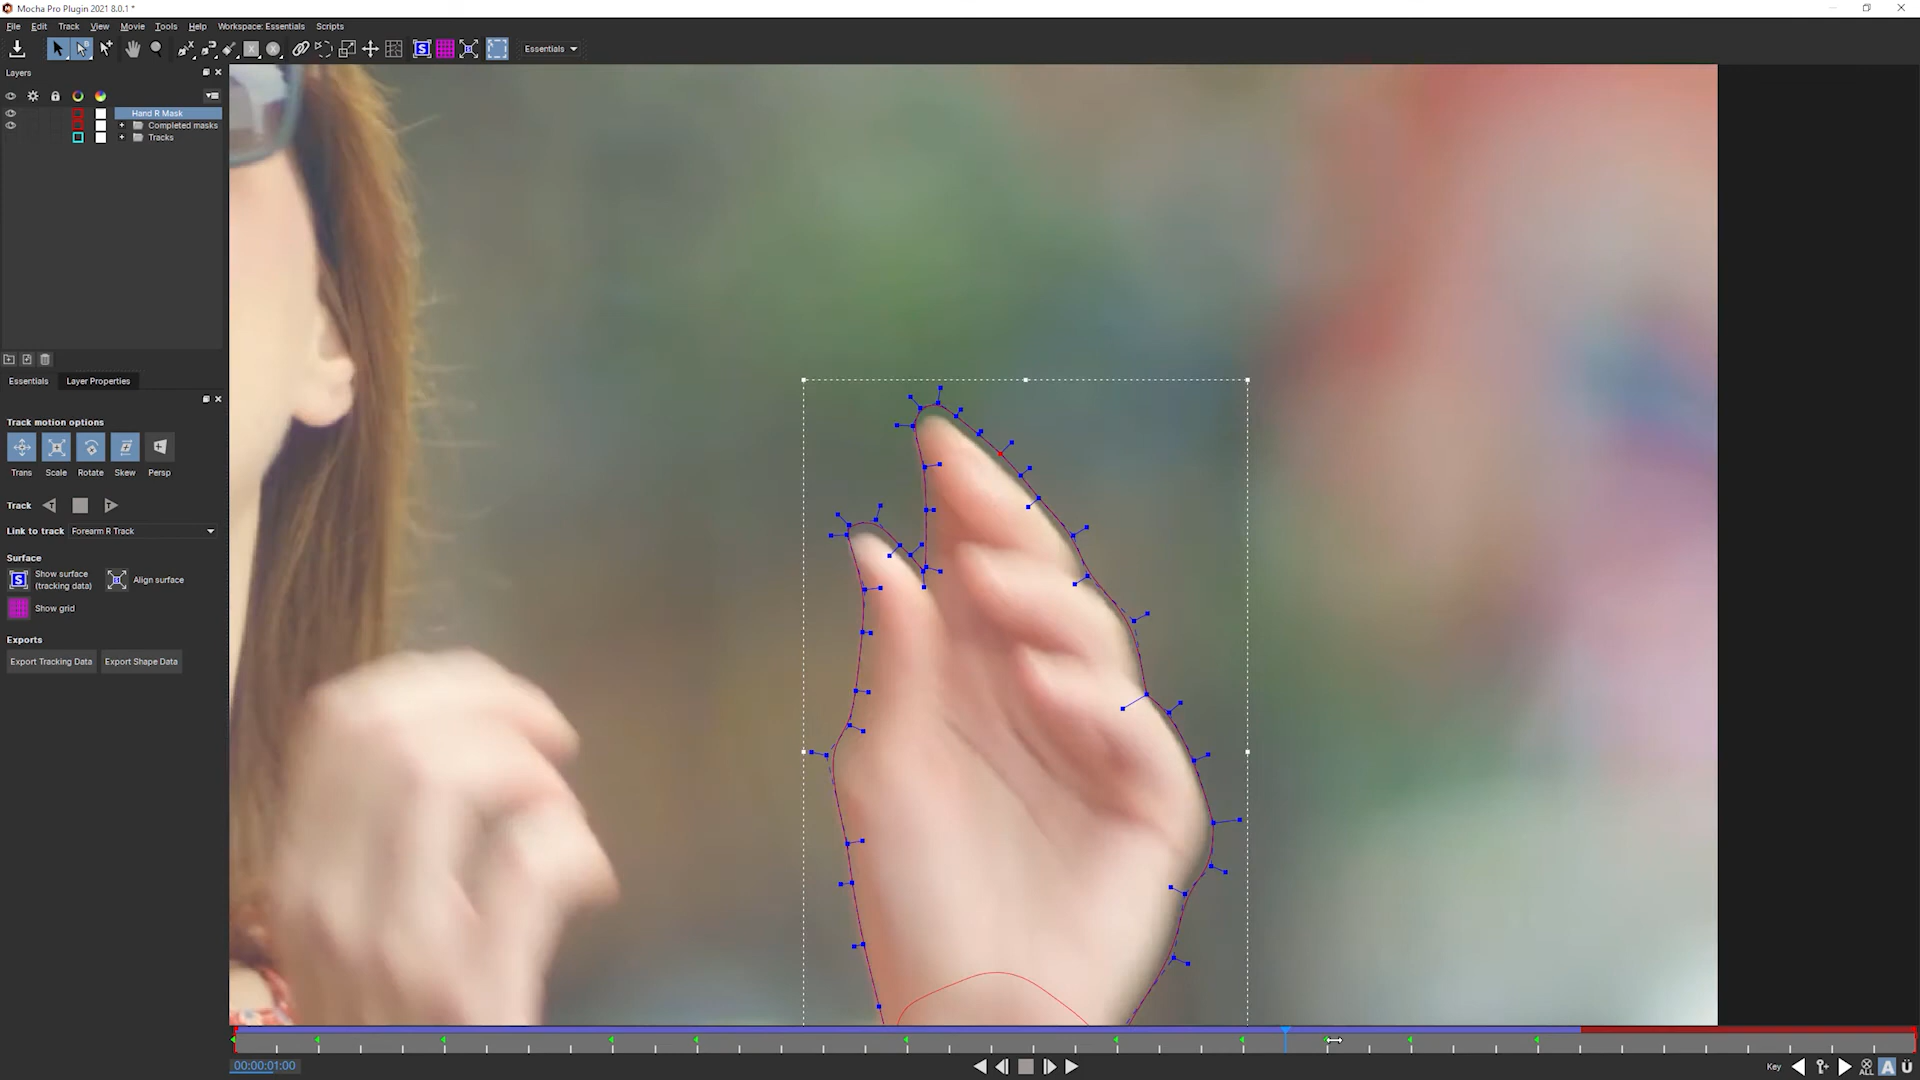 Mocha Pro Plugin 2021 8.0.1 *
File Edit Track View Movie Tools Help Workspace: Essentials Scripts
Essentials
Layers
Hand R Mask
Completed masks
Tracks
Essentials Layer Properties
Track motion options
Trans Scale Rotate Skew Persp
Track
Link to track Forearm R Track
Surface
Show surface
(tracking data)
Align surface
Show grid
Exports
Export Tracking Data Export Shape Data
00:00:01:00
Key
ALL
A
Ü